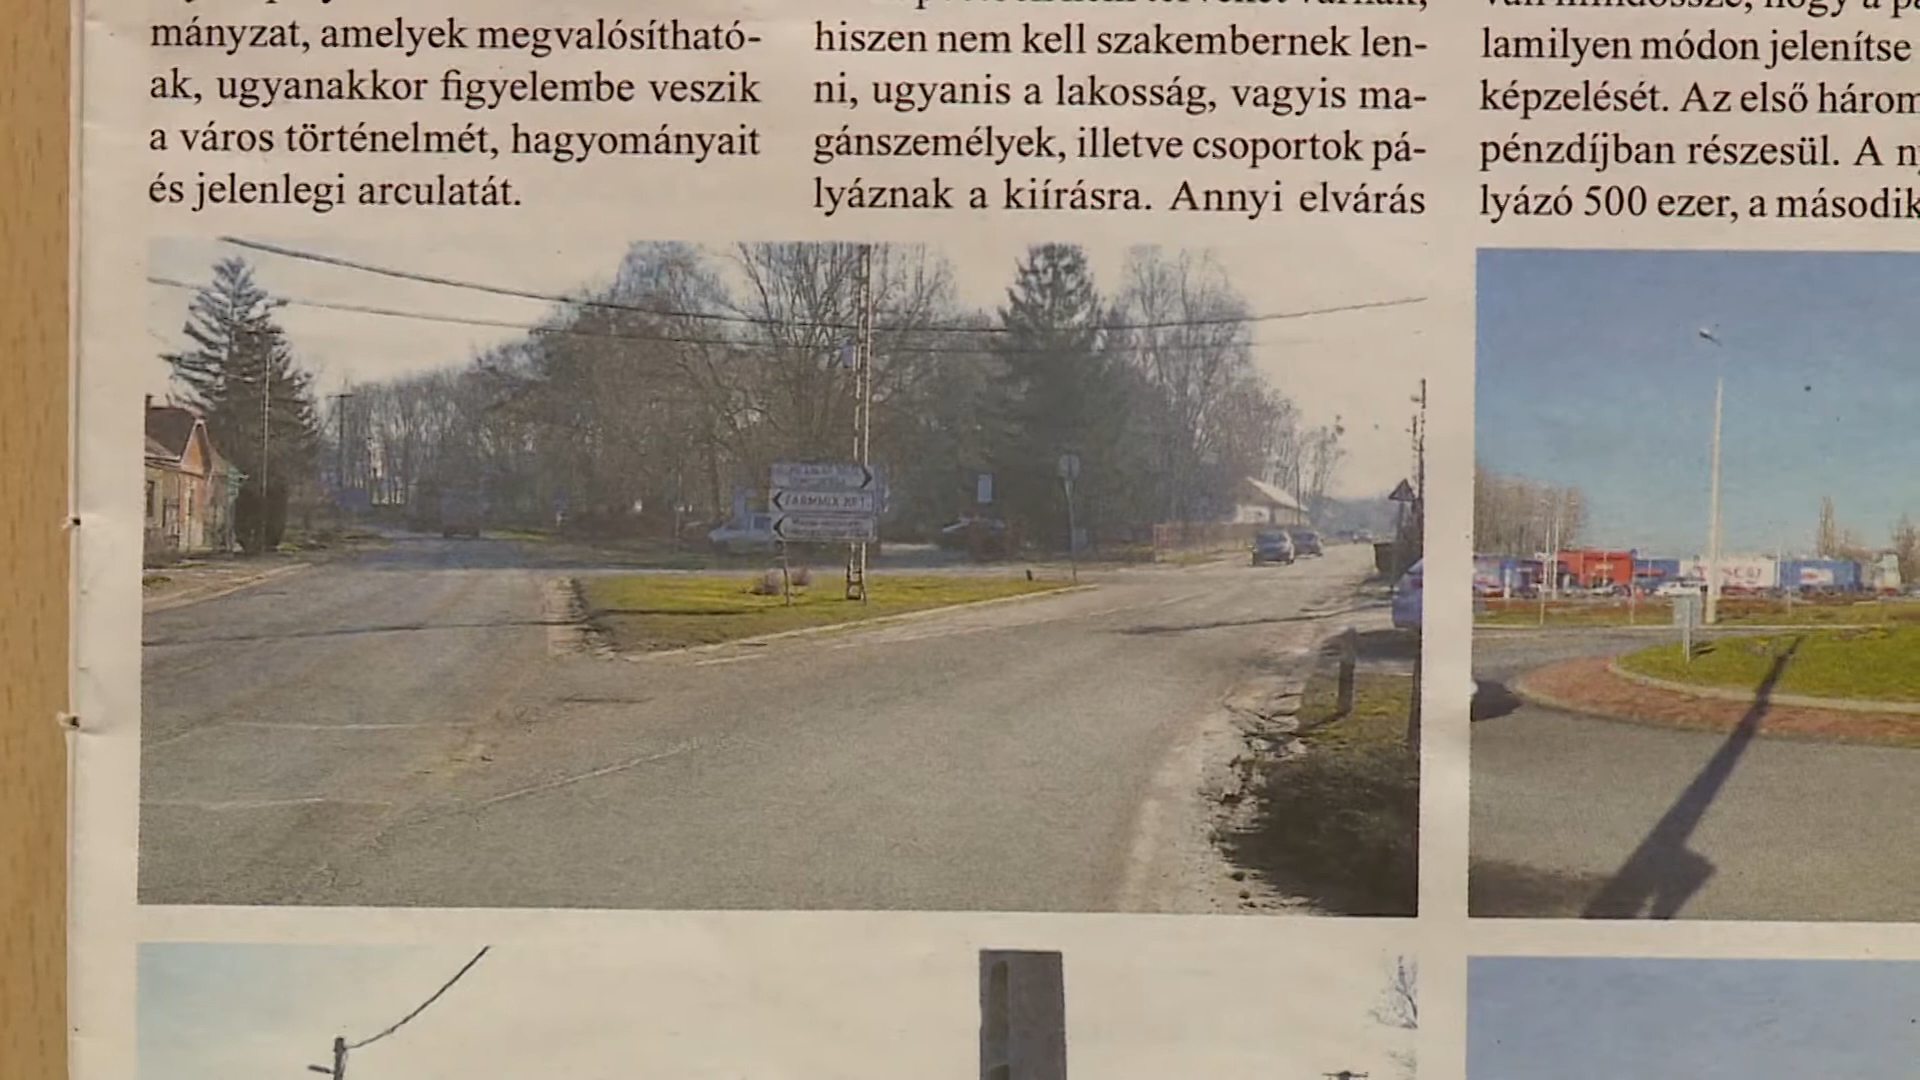 mányzat, amelyek megvalósítható-
ak, ugyanakkor figyelembe veszik
a város történelmét, hagyományait
és jelenlegi arculatát.
hiszen nem kell szakembernek len-
ni, ugyanis a lakosság, vagyis ma-
gánszemélyek, illetve csoportok pá-
lyáznak a kiírásra. Annyi elvárás
lamilyen módon jelenítse
képzelését. Az első három
pénzdíjban részesül. A
lyázó 500 ezer, a második
FARMMIX KFT.